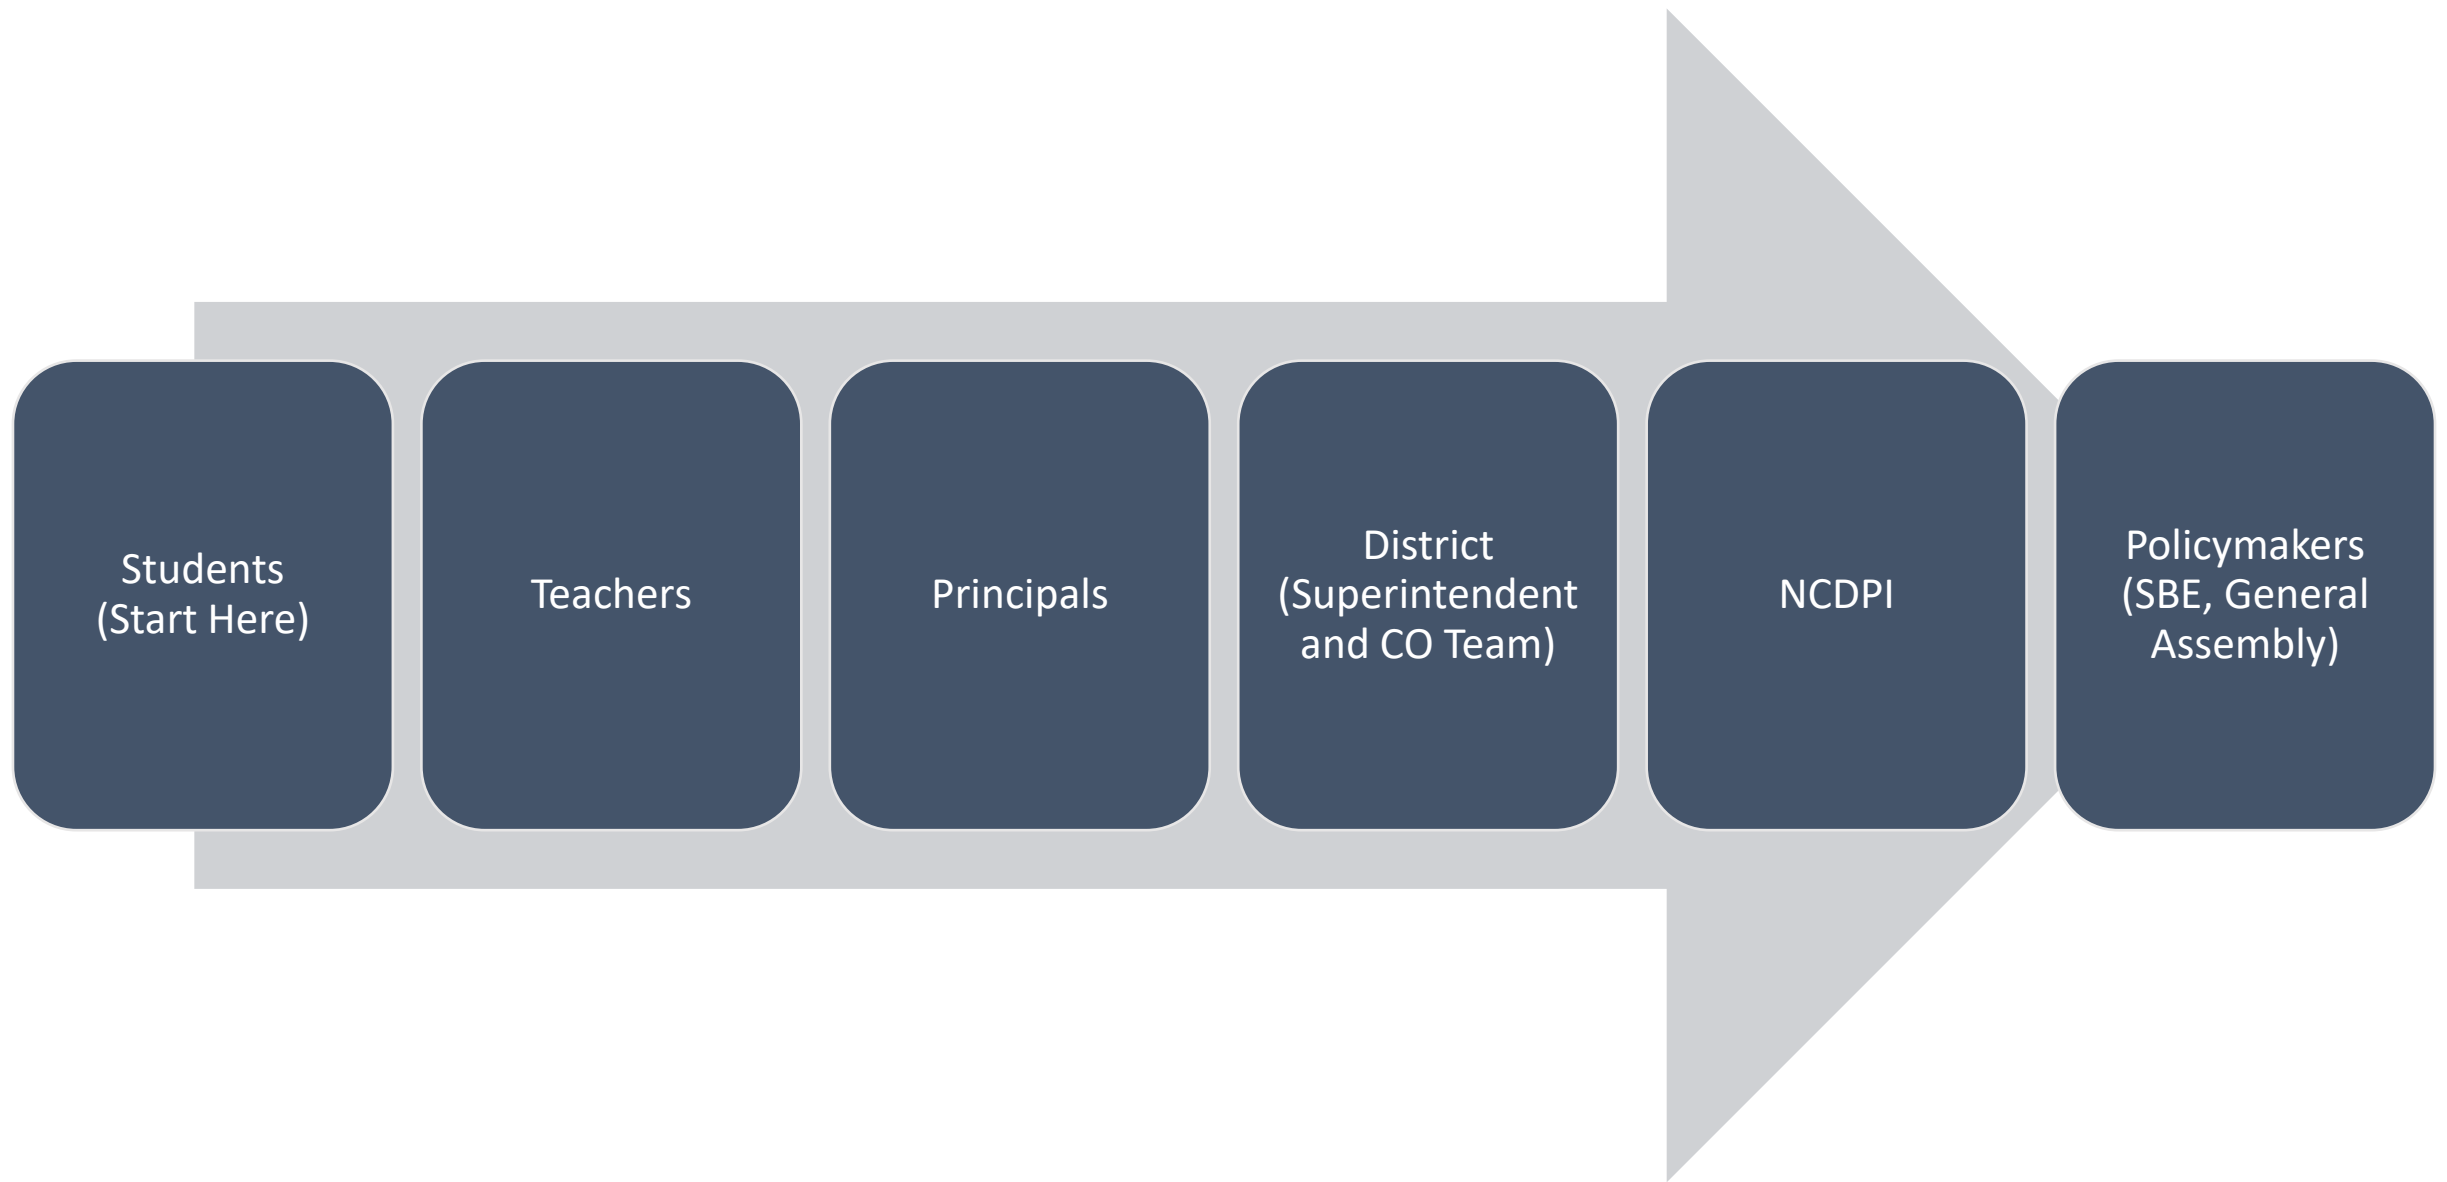 Students
(Start Here)
Teachers
Principals
District
(Superintendent
and CO Team)
NCDPI
Policymakers
(SBE, General
Assembly)